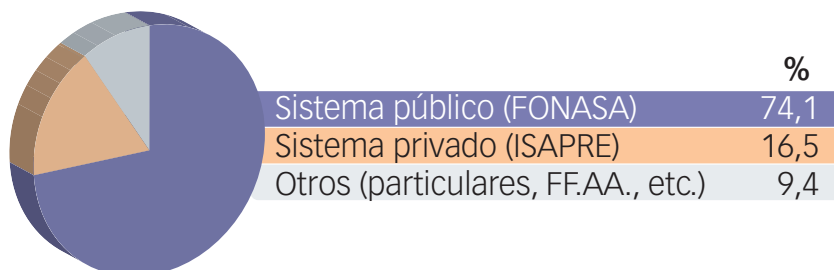 %
Sistema público (FONASA) 74,1
Sistema privado (ISAPRE) 16,5
Otros (particulares, FF.AA., etc.) 9,4